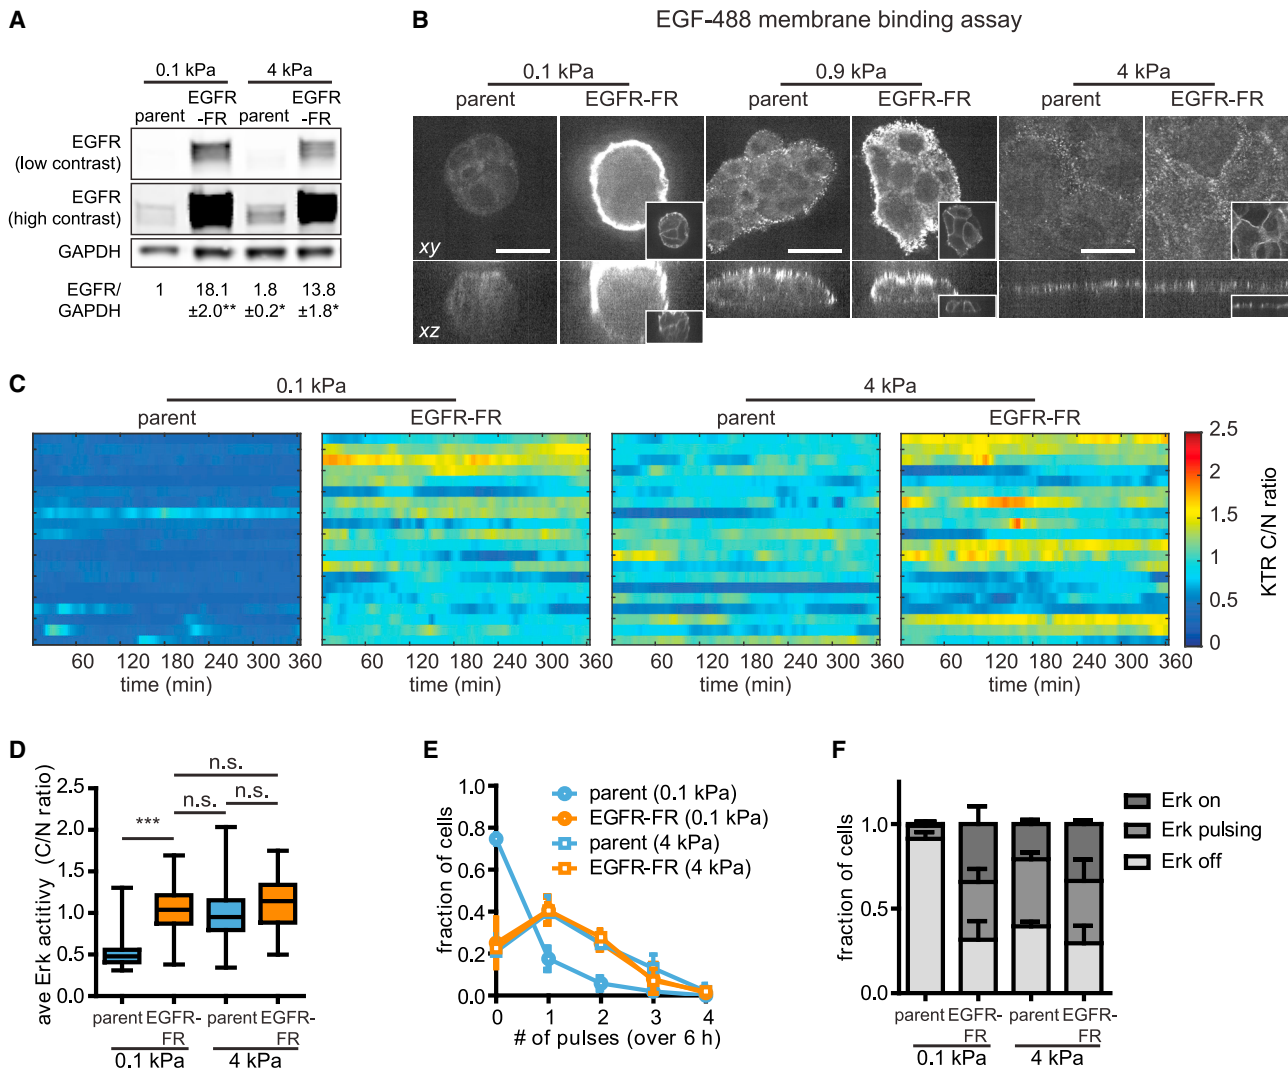 A
0.1 kPa 4 kPa
parent EGFR -FR parent EGFR -FR
EGFR
(low contrast)
EGFR
(high contrast)
GAPDH
EGFR/ 1 18.1 1.8 13.8
GAPDH ±2.0** ±0.2* ±1.8*
B
EGF-488 membrane binding assay
0.1 kPa 0.9 kPa 4 kPa
parent EGFR-FR parent EGFR-FR parent EGFR-FR
xy
xz
C
0.1 kPa 4 kPa
parent EGFR-FR parent EGFR-FR
60 120 180 240 300 360 60 120 180 240 300 360 60 120 180 240 300 360 60 120 180 240 300 360
time (min) time (min) time (min) time (min)
2.5
2
1.5
1
0.5
0
KTR C/N ratio
D
ave Erk actitivy (C/N ratio)
2.5
2.0
1.5
1.0
0.5
0.0
n.s.
*** n.s. n.s.
parent EGFR-FR parent EGFR-FR
0.1 kPa 4 kPa
E
fraction of cells
1.0
0.8
0.6
0.4
0.2
0.0
parent (0.1 kPa)
EGFR-FR (0.1 kPa)
parent (4 kPa)
EGFR-FR (4 kPa)
0 1 2 3 4
# of pulses (over 6 h)
F
fraction of cells
1.0
0.5
0.0
Erk on
Erk pulsing
Erk off
parent EGFR-FR parent EGFR-FR
0.1 kPa 4 kPa